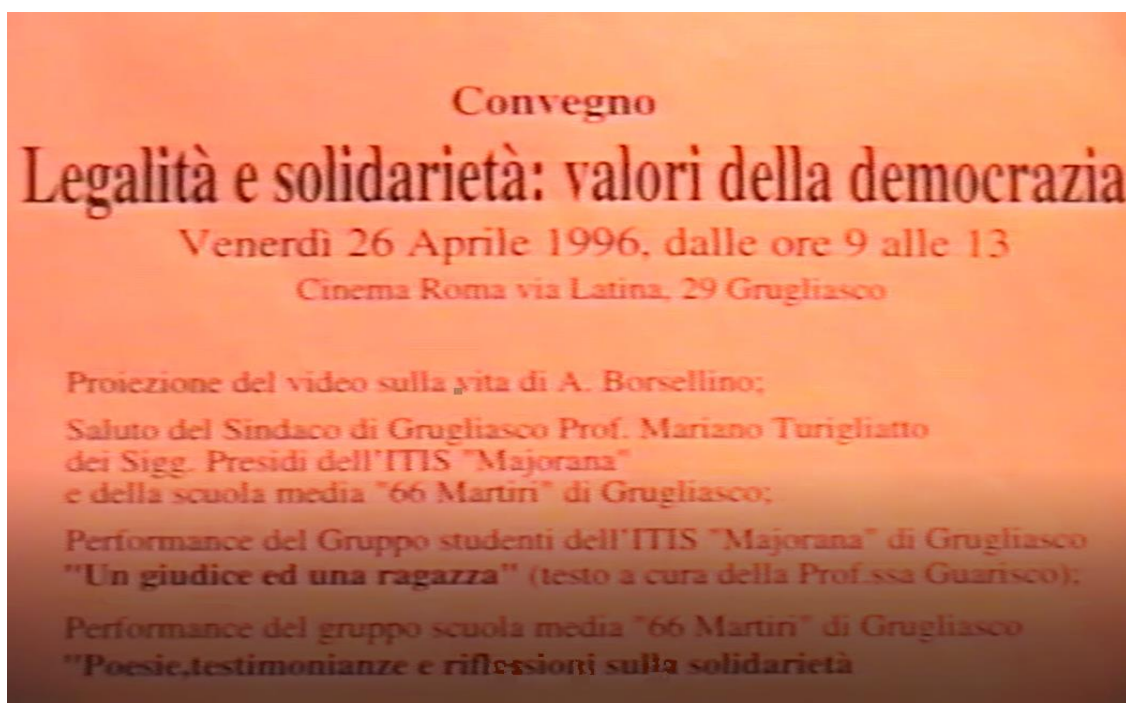 Convegno
Legalità e solidarietà: valori della democrazia
Venerdì 26 Aprile 1996, dalle ore 9 alle 13
Cinema Roma via Latina, 29 Grugliasco
Proiezione del video sulla vita di A. Borsellino;
Saluto del Sindaco di Grugliasco Prof. Mariano Turigliatto
dei Sigg. Presidi dell'ITIS "Majorana"
e della scuola media "66 Martiri" di Grugliasco;
Performance del Gruppo studenti dell'ITIS "Majorana" di Grugliasco
"Un giudice ed una ragazza" (testo a cura della Prof.ssa Guarisco);
Performance del gruppo scuola media "66 Martiri" di Grugliasco
"Poesie,testimonianze e riflessioni sulla solidarietà